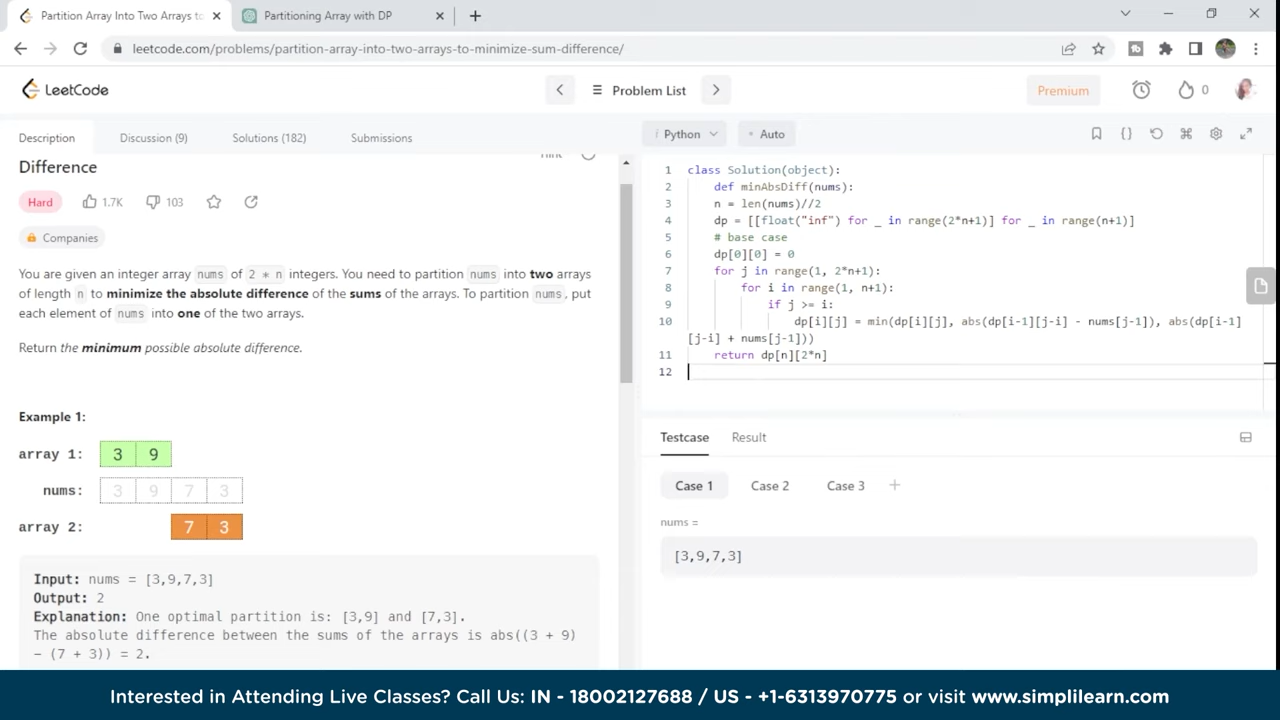 Partition Array Into Two Arrays to
Partitioning Array with DP
leetcode.com/problems/partition-array-into-two-arrays-to-minimize-sum-difference/
LeetCode
Problem List
Premium
0
Description
Discussion (9)
Solutions (182)
Submissions
Python
Auto
Difference
Hard
1.7K
103
Companies
You are given an integer array nums of 2 * n integers. You need to partition nums into two arrays
of length n to minimize the absolute difference of the sums of the arrays. To partition nums, put
each element of nums into one of the two arrays.
Return the minimum possible absolute difference.
Example 1:
array 1: 3 9
nums: 3 9 7 3
array 2: 7 3
Input: nums = [3,9,7,3]
Output: 2
Explanation: One optimal partition is: [3,9] and [7,3].
The absolute difference between the sums of the arrays is abs((3 + 9)
- (7 + 3)) = 2.
1 class Solution(object):
2 def minAbsDiff(nums):
3 n = len(nums)//2
4 dp = [[float("inf") for _ in range(2*n+1)] for _ in range(n+1)]
5 # base case
6 dp[0][0] = 0
7 for j in range(1, 2*n+1):
8 for i in range(1, n+1):
9 if j >= i:
10 dp[i][j] = min(dp[i][j], abs(dp[i-1][j-i] - nums[j-1]), abs(dp[i-1]
[j-i] + nums[j-1]))
11 return dp[n][2*n]
12
Testcase
Result
Case 1
Case 2
Case 3
nums =
[3,9,7,3]
Interested in Attending Live Classes? Call Us: IN - 18002127688 / US - +1-6313970775 or visit www.simplilearn.com